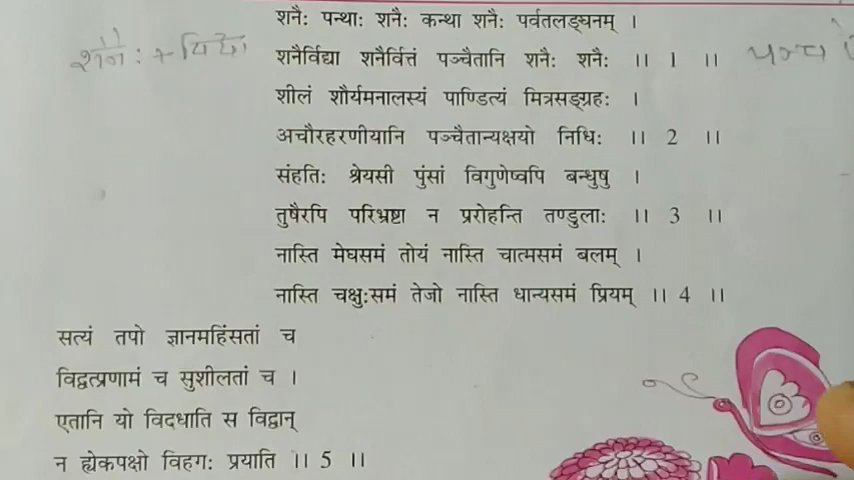 शनैः पन्थाः शनैः कन्था शनैः पर्वतलङ्घनम् ।
शनैः +
शनैर्विद्या शनैर्वित्तं पञ्चैतानि शनैः शनैः ।। 1 ।।
शीलं शौर्यमनालस्यं पाण्डित्यं मित्रसङ्ग्रहः ।
अचौरहरणीयानि पञ्चैतान्यक्षयो निधिः ।। 2 ।।
संहतिः श्रेयसी पुंसां विगुणेष्वपि बन्धुषु ।
तुषैरपि परिभ्रष्टा न प्ररोहन्ति तण्डुलाः ।। 3 ।।
नास्ति मेघसमं तोयं नास्ति चात्मसमं बलम् ।
नास्ति चक्षुःसमं तेजो नास्ति धान्यसमं प्रियम् ।। 4 ।।
सत्यं तपो ज्ञानमहिंसतां च
विद्वत्प्रणामं च सुशीलतां च ।
एतानि यो विदधाति स विद्वान्
न ह्येकपक्षो विहगः प्रयाति ।। 5 ।।